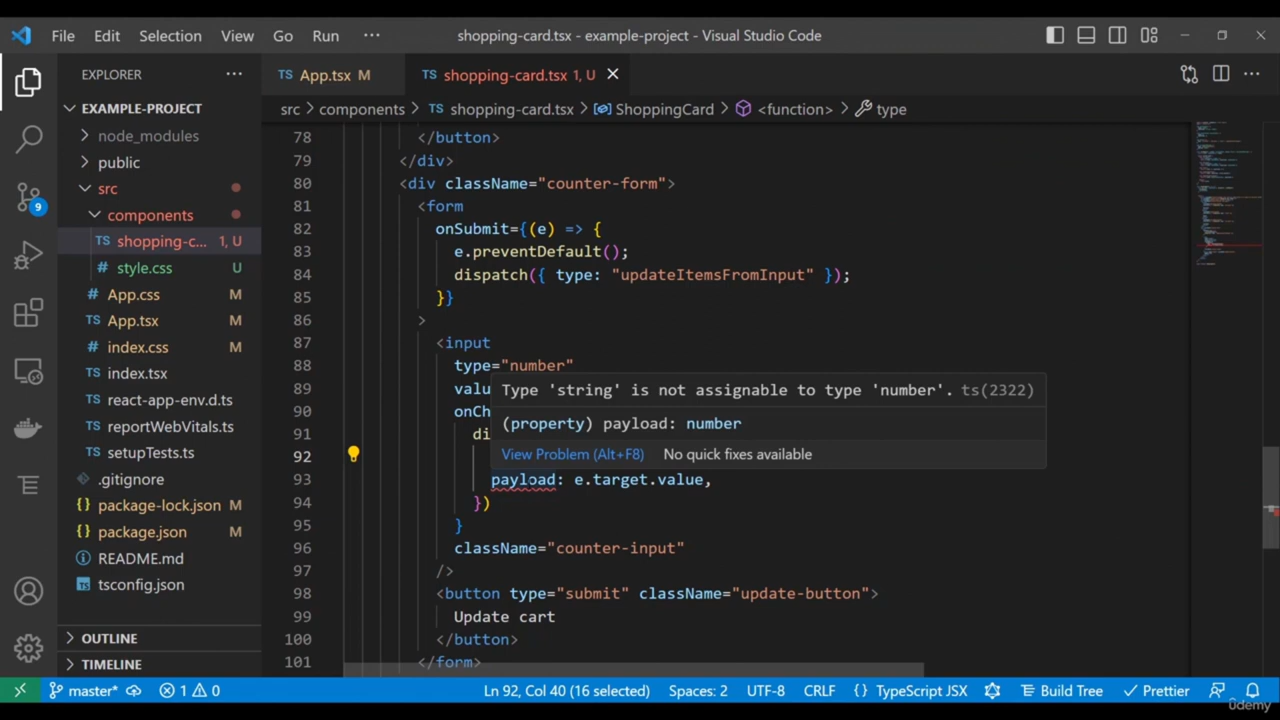 File Edit Selection View Go Run ··· shopping-card.tsx - example-project - Visual Studio Code
EXPLORER ···
TS App.tsx M TS shopping-card.tsx 1, U
src > components > TS shopping-card.tsx > ShoppingCard > <function> > type
EXAMPLE-PROJECT
node_modules
public
src
components
TS shopping-c... 1, U
# style.css U
# App.css M
TS App.tsx M
# index.css M
TS index.tsx
TS react-app-env.d.ts
TS reportWebVitals.ts
TS setupTests.ts
.gitignore
{} package-lock.json M
{} package.json M
README.md
tsconfig.json
OUTLINE
TIMELINE
9
78 </button>
79 </div>
80 <div className="counter-form">
81 <form
82 onSubmit={(e) => {
83 e.preventDefault();
84 dispatch({ type: "updateItemsFromInput" });
85 }}
86 >
87 <input
88 type="number"
89 valu
90 onCh
91 di
92
93 payload: e.target.value,
94 })
95 }
96 className="counter-input"
97 />
98 <button type="submit" className="update-button">
99 Update cart
100 </button>
101 </form>
Type 'string' is not assignable to type 'number'. ts(2322)
(property) payload: number
View Problem (Alt+F8) No quick fixes available
master* 1 0 Ln 92, Col 40 (16 selected) Spaces: 2 UTF-8 CRLF {} TypeScript JSX Build Tree Prettier
ûdemy